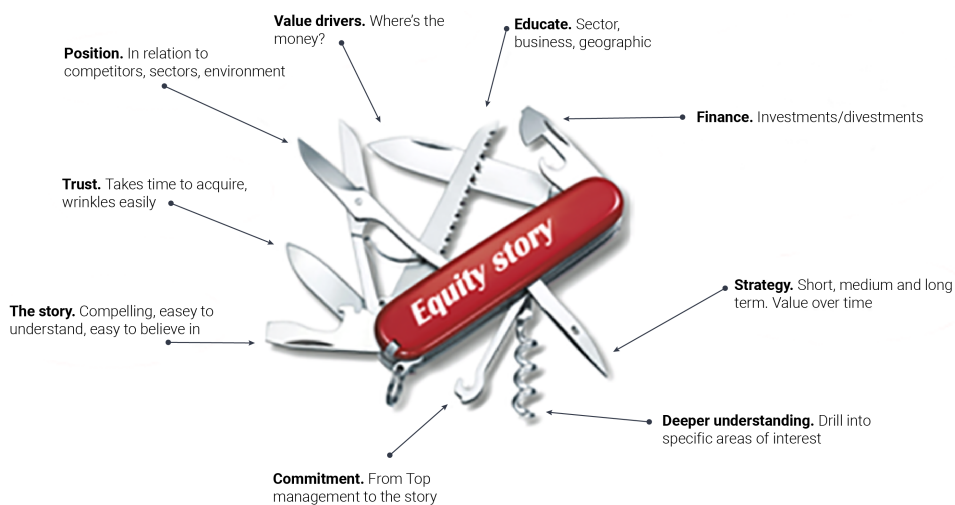 Value drivers. Where's the
money?
Educate. Sector,
business, geographic
Position. In relation to
competitors, sectors, environment
Finance. Investments/divestments
Trust. Takes time to acquire,
wrinkles easily
Equity story
Strategy. Short, medium and long
term. Value over time
The story. Compelling, easey to
understand, easy to believe in
Deeper understanding. Drill into
specific areas of interest
Commitment. From Top
management to the story